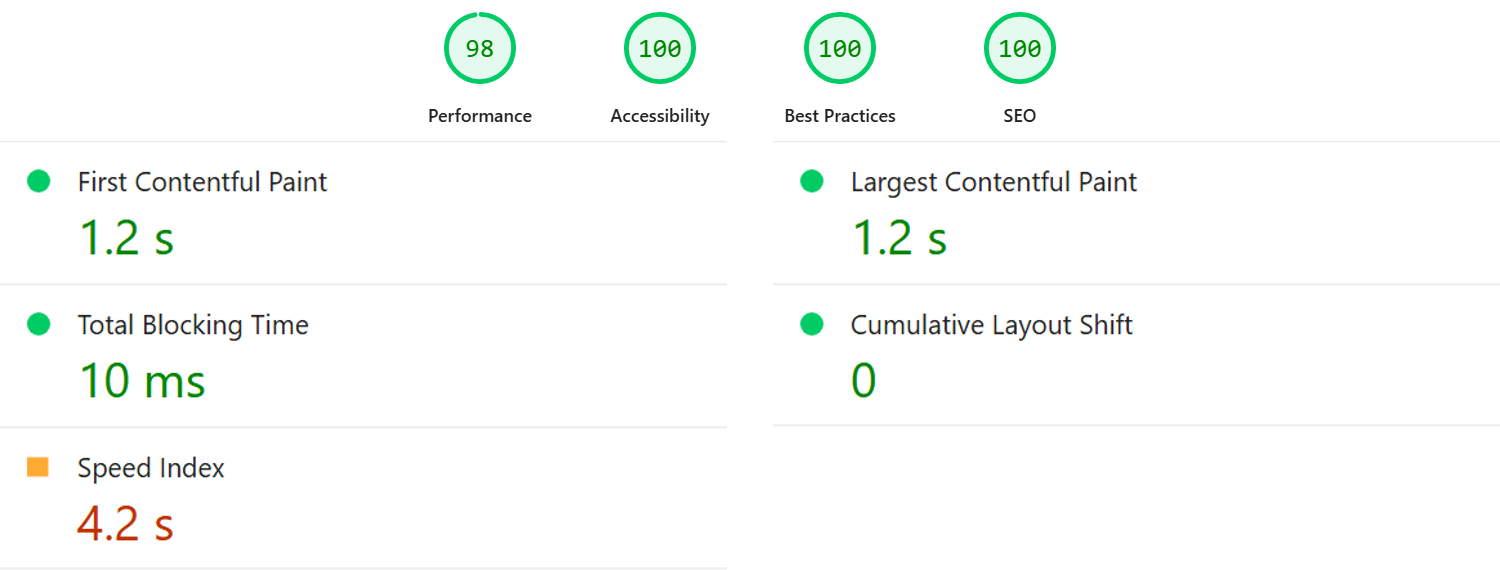 98 100 100 100
Performance Accessibility Best Practices SEO
First Contentful Paint
1.2 s
Largest Contentful Paint
1.2 s
Total Blocking Time
10 ms
Cumulative Layout Shift
0
Speed Index
4.2 s